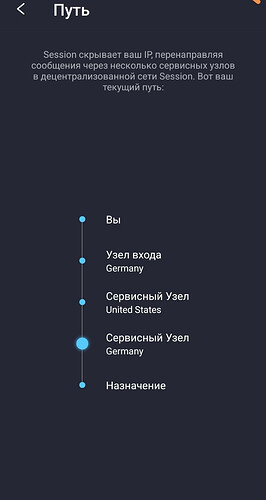 Путь
Session скрывает ваш IP, перенаправляя
сообщения через несколько сервисных узлов
в децентрализованной сети Session. Вот ваш
текущий путь:
Вы
Узел входа
Germany
Сервисный Узел
United States
Сервисный Узел
Germany
Назначение